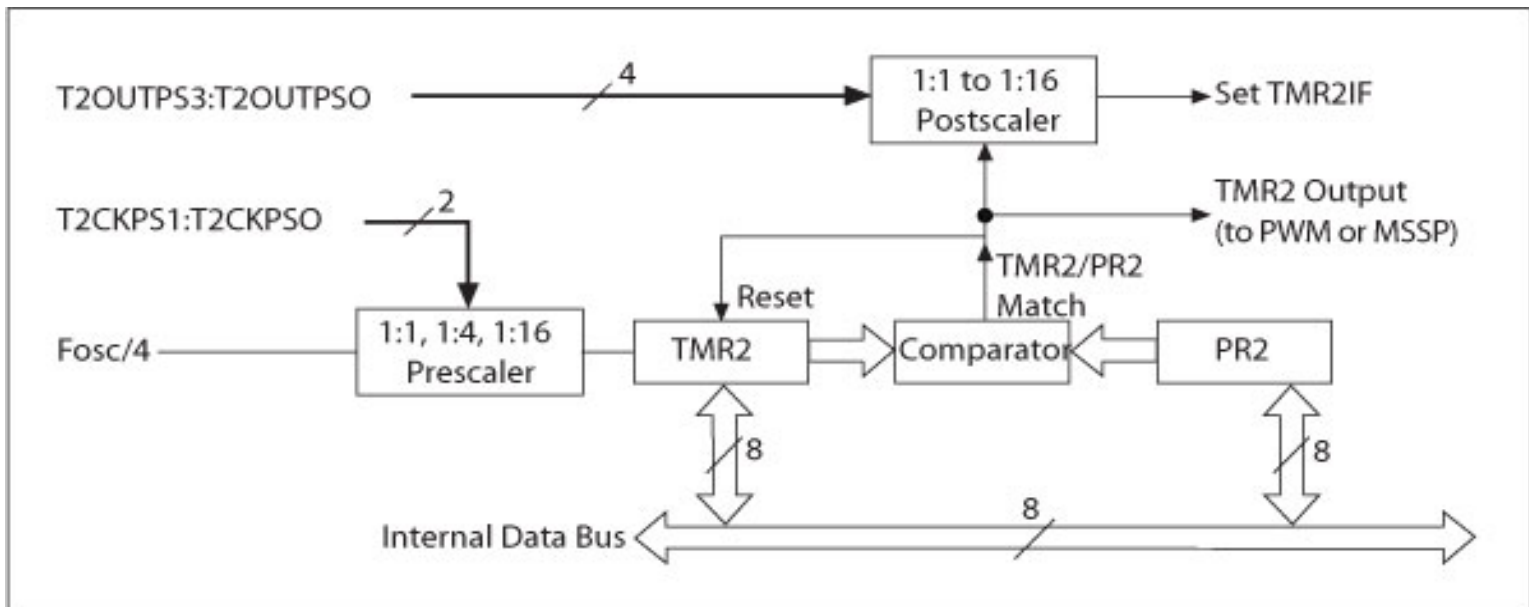 T2OUTPS3:T2OUTPSO
4
1:1 to 1:16
Postscaler
Set TMR2IF
T2CKPS1:T2CKPSO
2
TMR2 Output
(to PWM or MSSP)
TMR2/PR2
Match
Reset
Fosc/4
1:1, 1:4, 1:16
Prescaler
TMR2
Comparator
PR2
8
8
Internal Data Bus
8